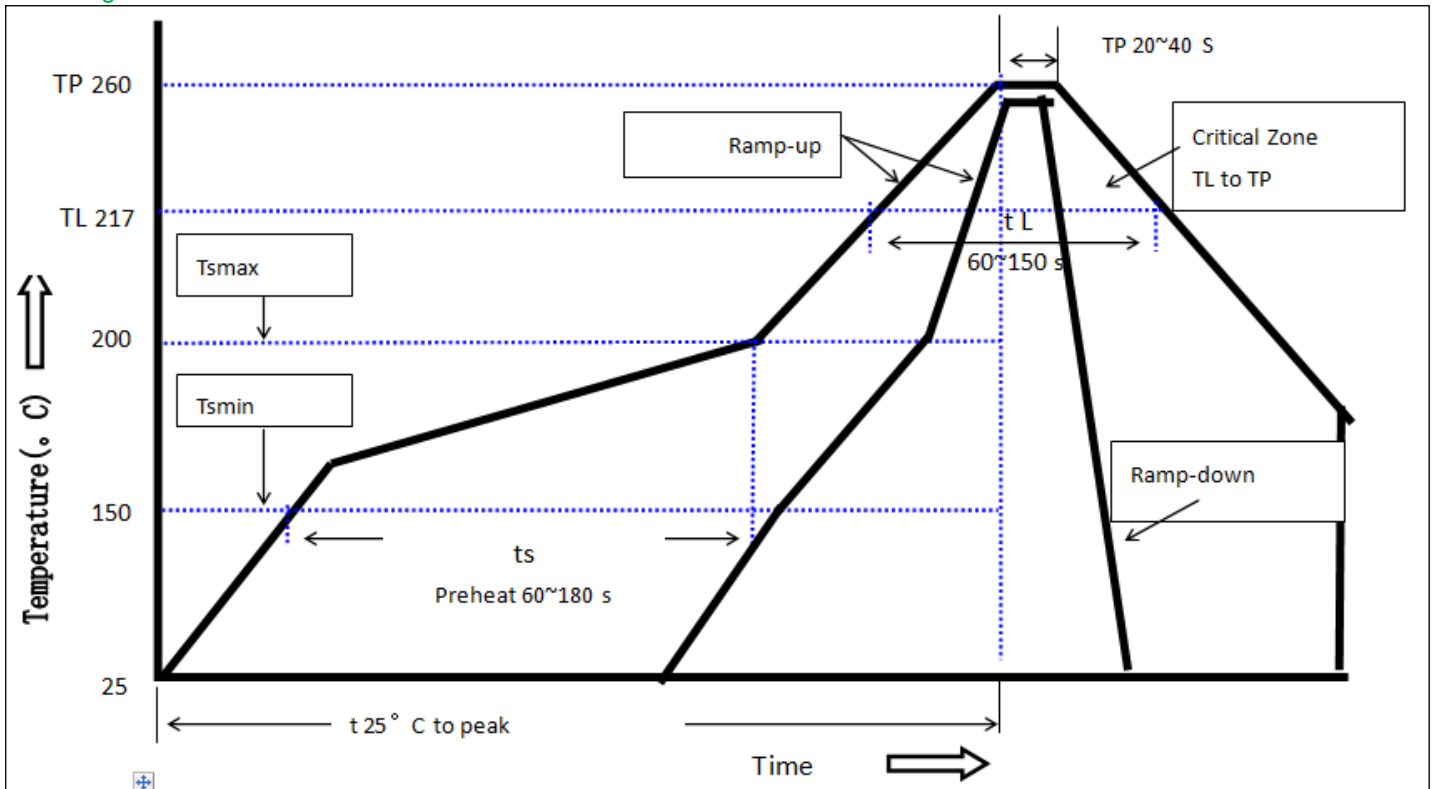 TP 20~40 S
TP 260
Ramp-up
Critical Zone
TL to TP
TL 217
t L
60~150 s
Tsmax
200
Tsmin
150
Ramp-down
ts
Preheat 60~180 s
Temperature(。C)
25
t 25° C to peak
Time